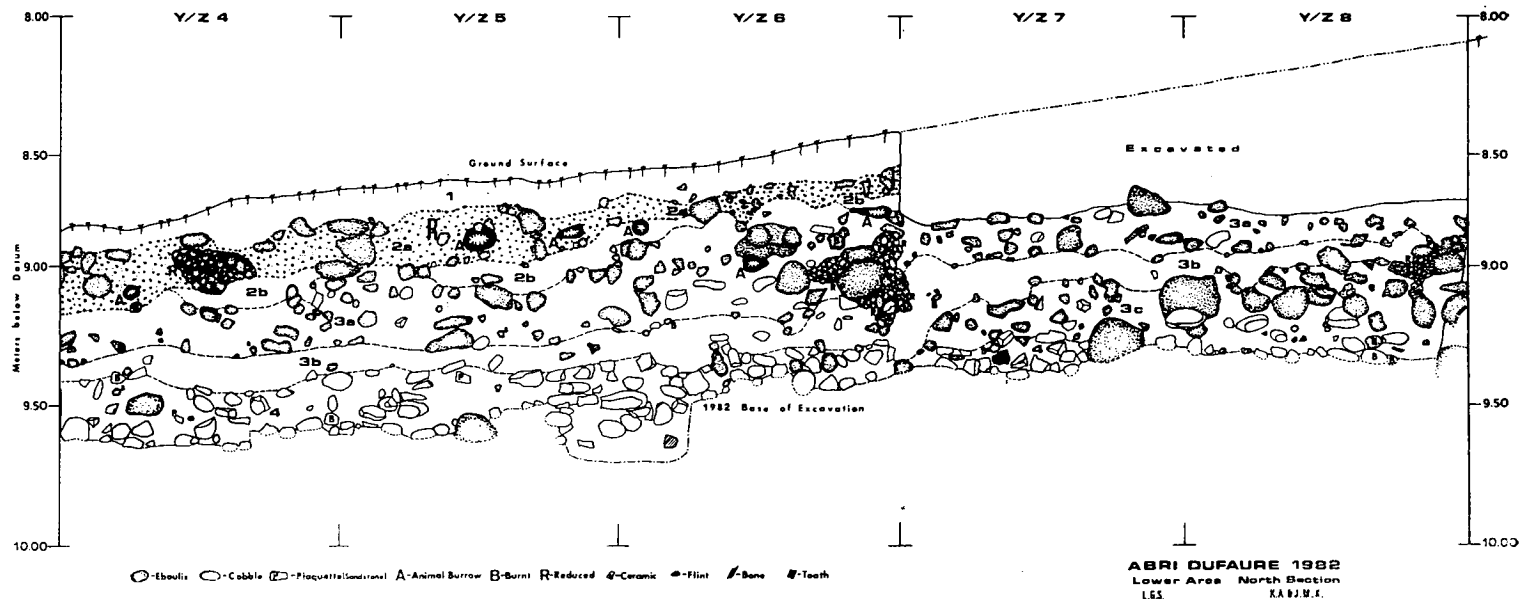 Y/Z 4 Y/Z 5 Y/Z 6 Y/Z 7 Y/Z 8
8.00 8.00
8.50 8.50
Ground Surface
Excavated
1
2a 2b 3a
R A A A A
2a 2b
9.00 9.00
2b 3b
A A
3a 3c
4
3b 4
B B B
P
4 B
9.50 9.50
1982 Base of Excavation
Meters below Datum
10.00 10.00
-Eboulis -Cobble P -Plaquette(Sandstone) A-Animal Burrow B-Burnt R-Reduced -Ceramic -Flint -Bone -Tooth
ABRI DUFAURE 1982
Lower Area North Section
L.G.S.